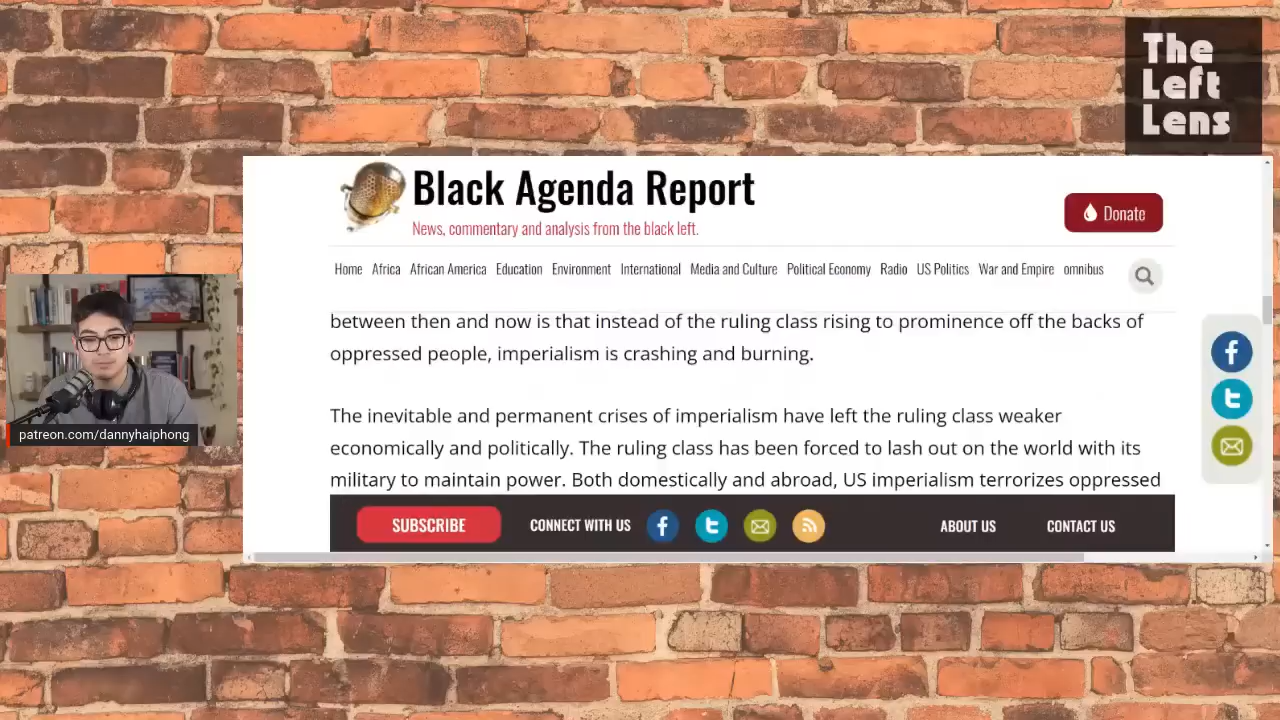 The
Left
Lens
Black Agenda Report
News, commentary and analysis from the black left.
Donate
Home Africa African America Education Environment International Media and Culture Political Economy Radio US Politics War and Empire omnibus
between then and now is that instead of the ruling class rising to prominence off the backs of
oppressed people, imperialism is crashing and burning.
The inevitable and permanent crises of imperialism have left the ruling class weaker
economically and politically. The ruling class has been forced to lash out on the world with its
military to maintain power. Both domestically and abroad, US imperialism terrorizes oppressed
SUBSCRIBE CONNECT WITH US ABOUT US CONTACT US
patreon.com/dannyhaiphong